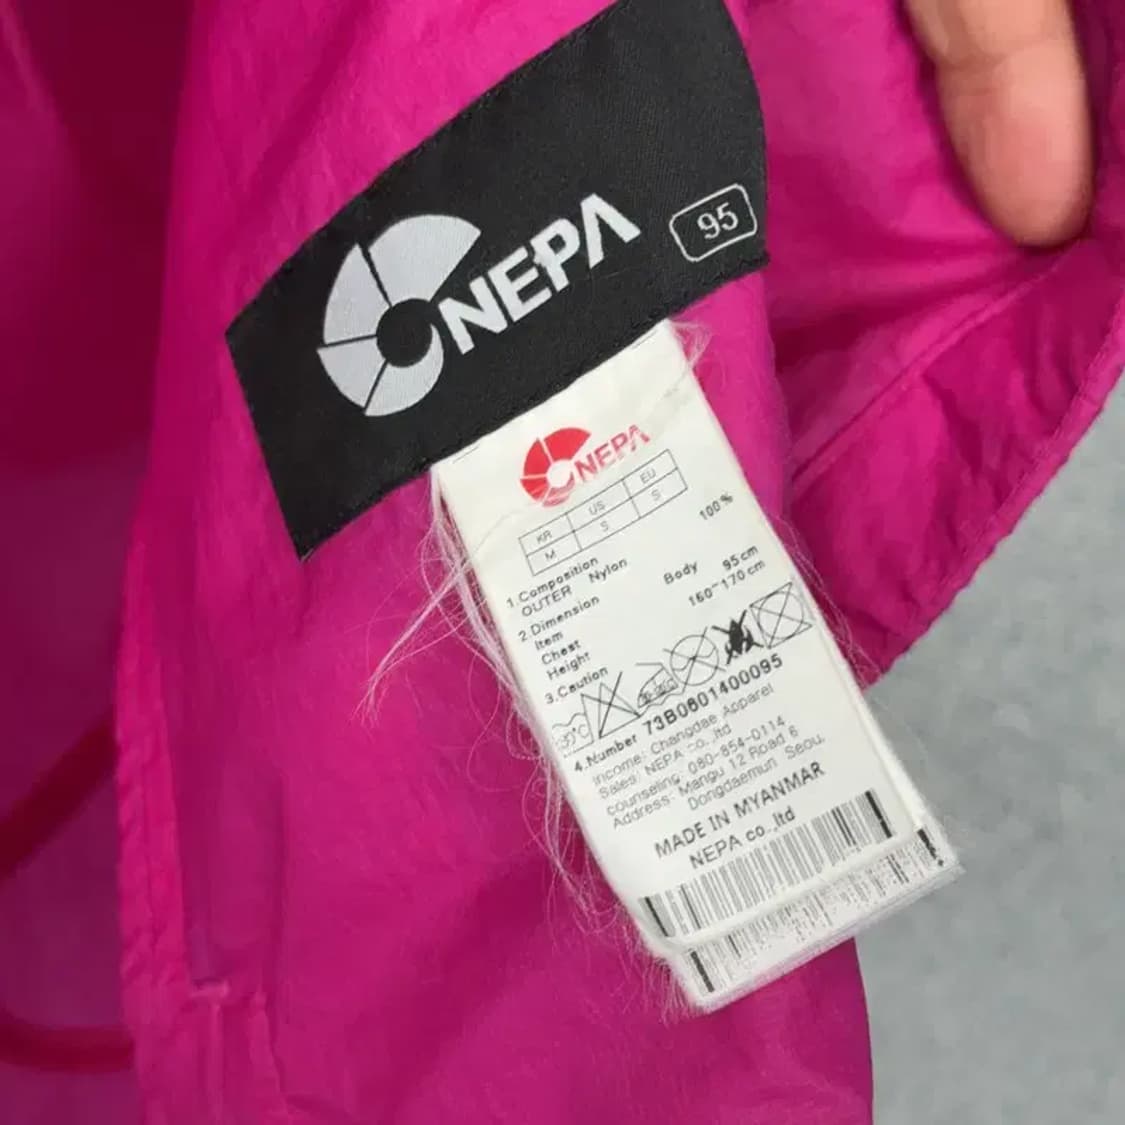 NEPA 95
NEPA
KR US EU
M S S
1.Composition
OUTER Nylon 100%
2.Dimension
Item Body
Chest 95cm
Height 160~170cm
3.Caution
4.Number 73B0601400095
Income: Changdae Apparel
Sales: NEPA co.,ltd
counseling: 080-854-0114
Address: Mangu 12 Road 6
Dongdaemun Seou.
MADE IN MYANMAR
NEPA co.,ltd